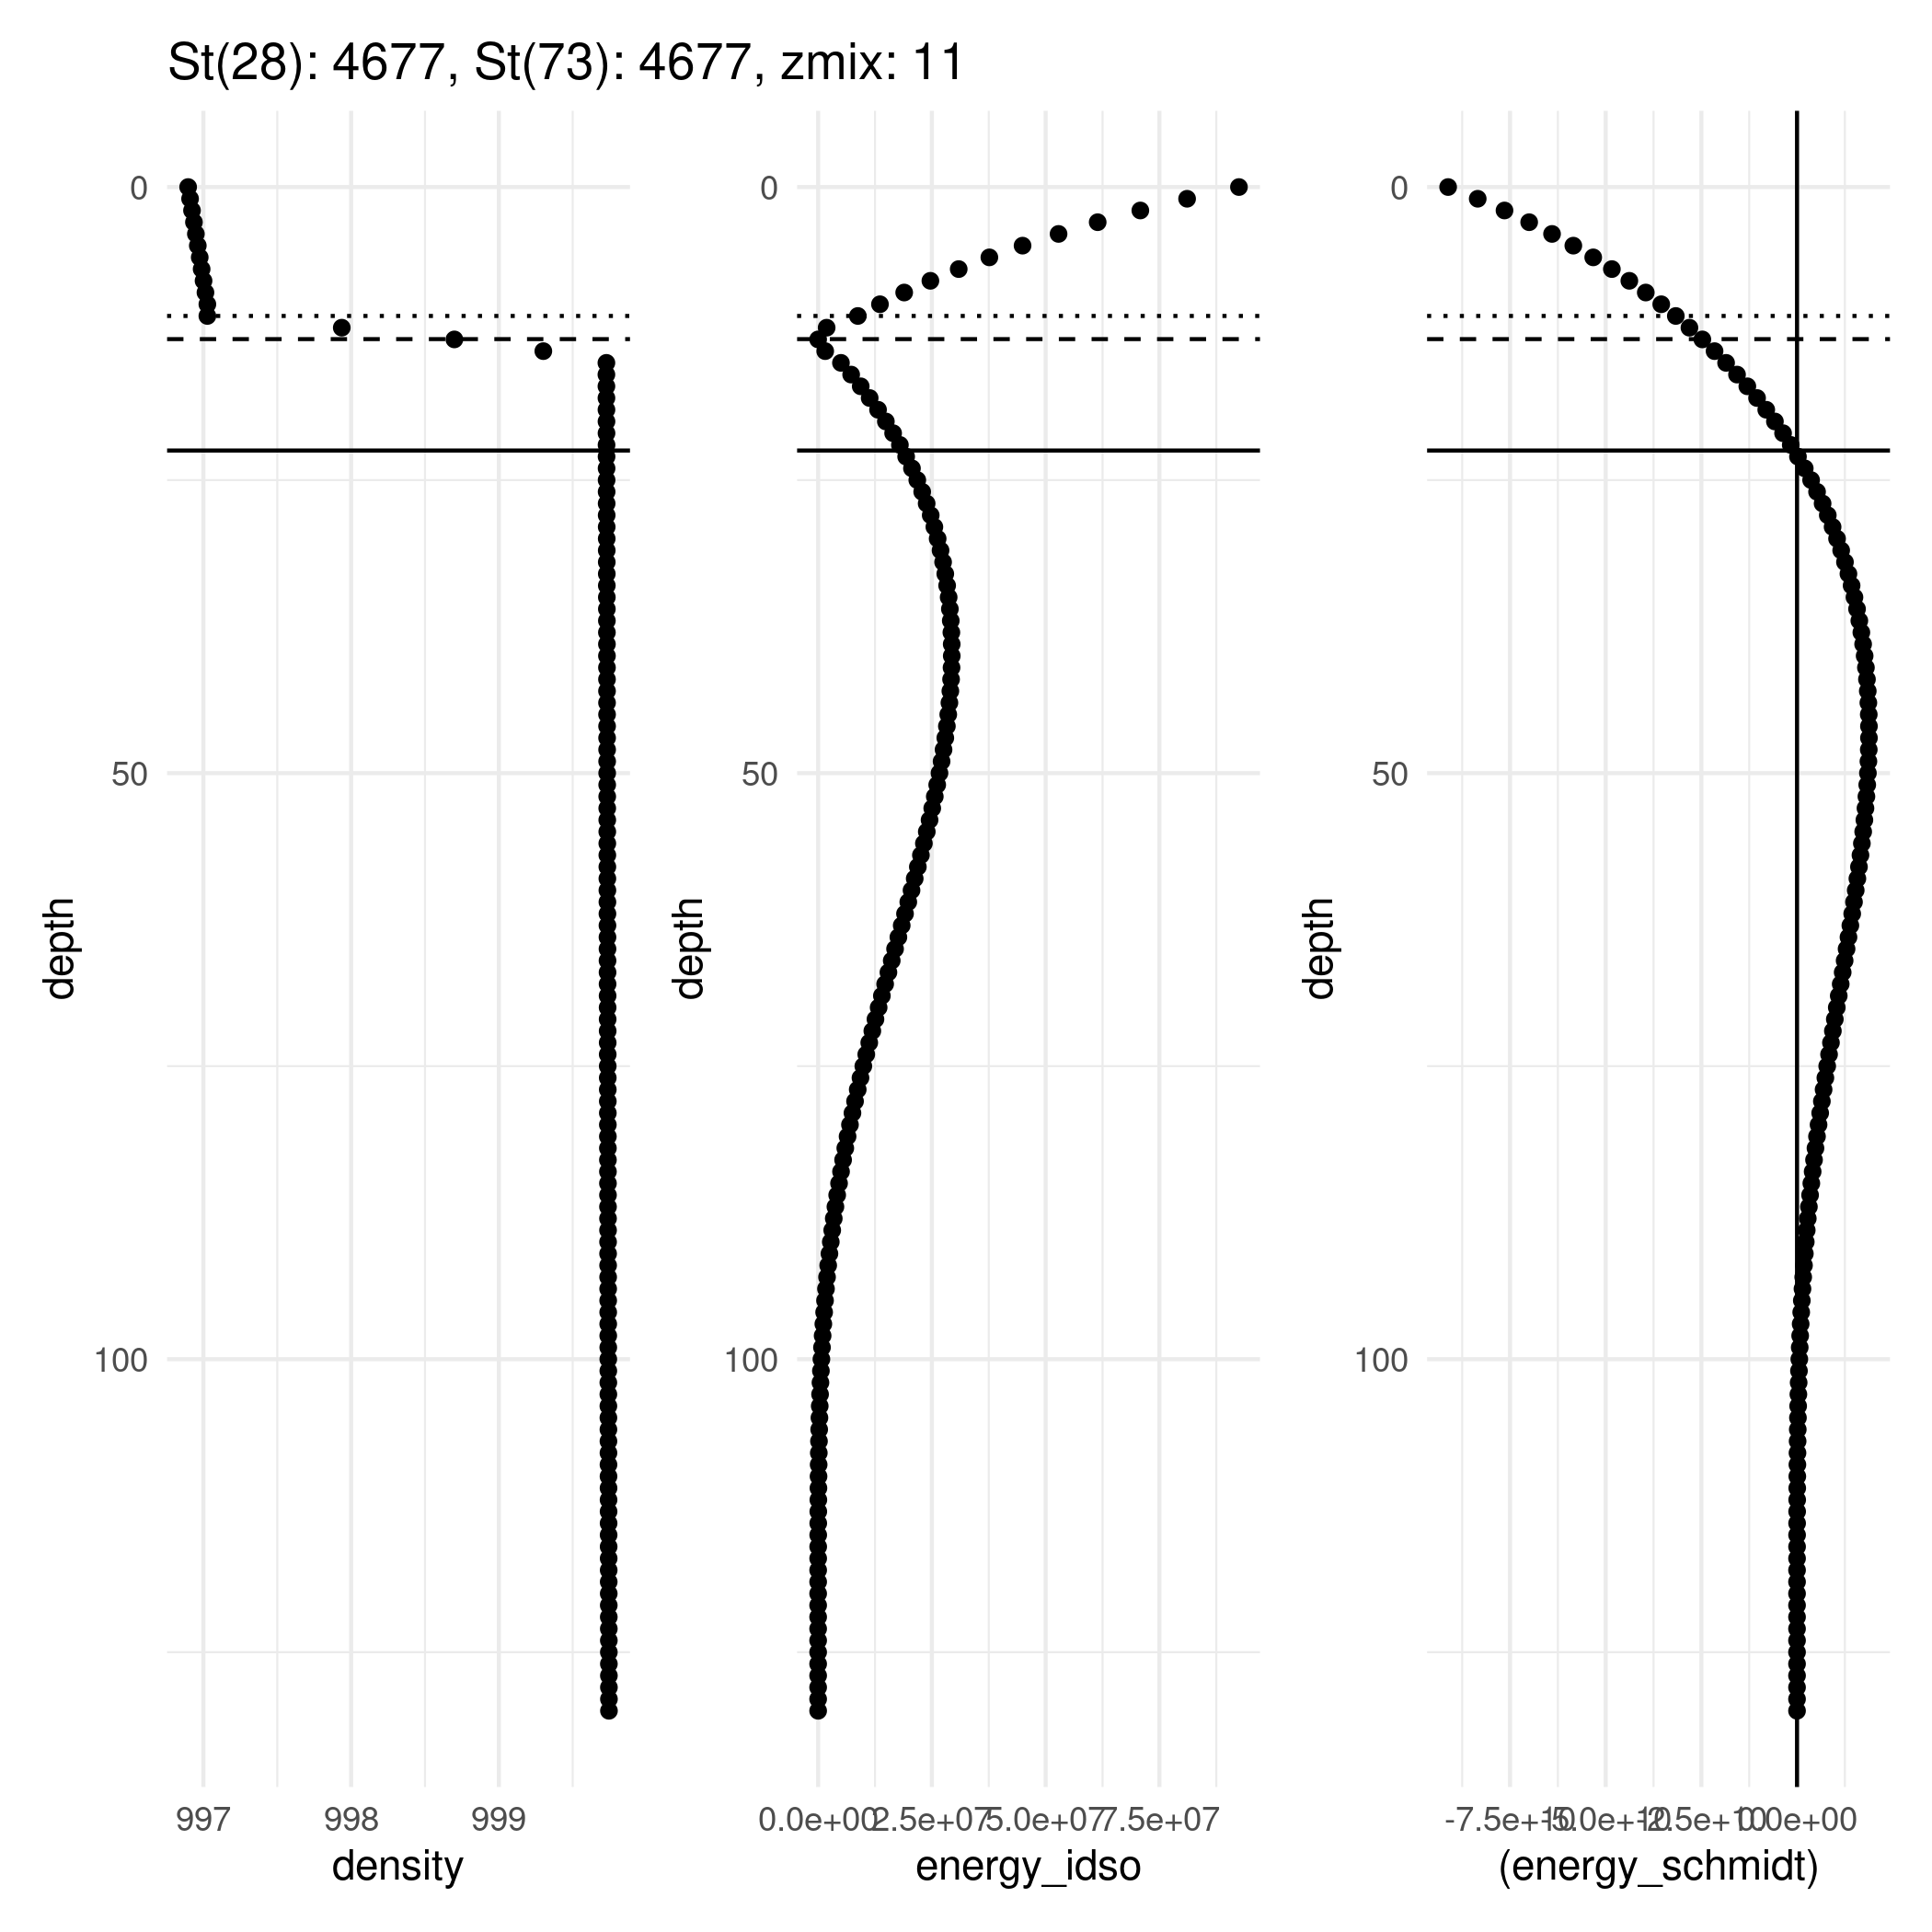 St(28): 4677, St(73): 4677, zmix: 11
0
50
100
depth
997
998
999
density
0
50
100
depth
0.0e+00
2.5e+07
5.0e+07
7.5e+07
energy_idso
0
50
100
depth
0.0e+00
(energy_schmidt)